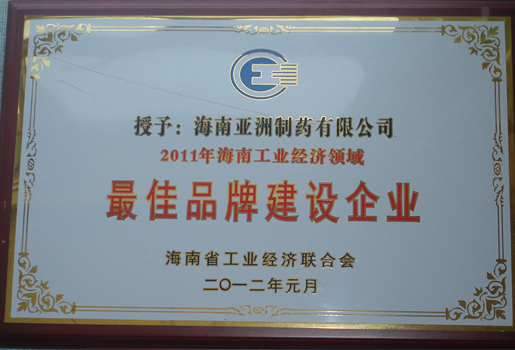 授予：海南亚洲制药有限公司
2011年海南工业经济领域
最佳品牌建设企业
海南省工业经济联合会
二〇一二年元月